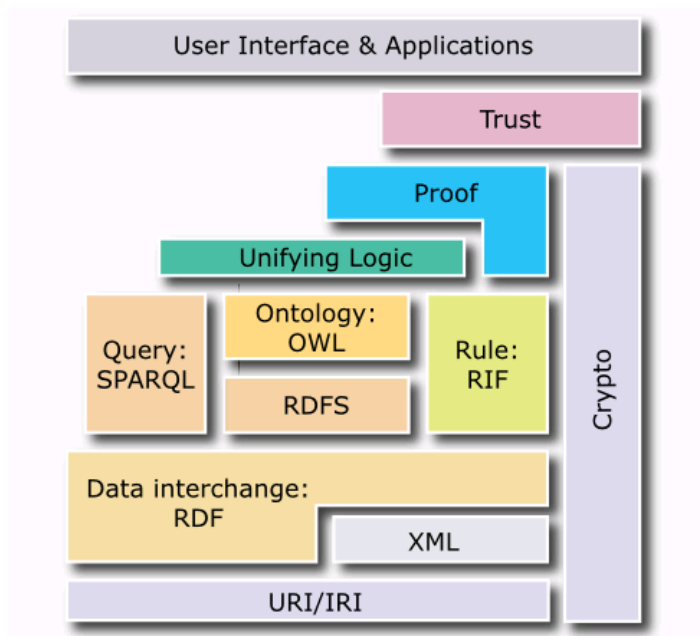 User Interface & Applications
Trust
Proof
Unifying Logic
Query:
SPARQL
Ontology:
OWL
RDFS
Rule:
RIF
Crypto
Data interchange:
RDF
XML
URI/IRI